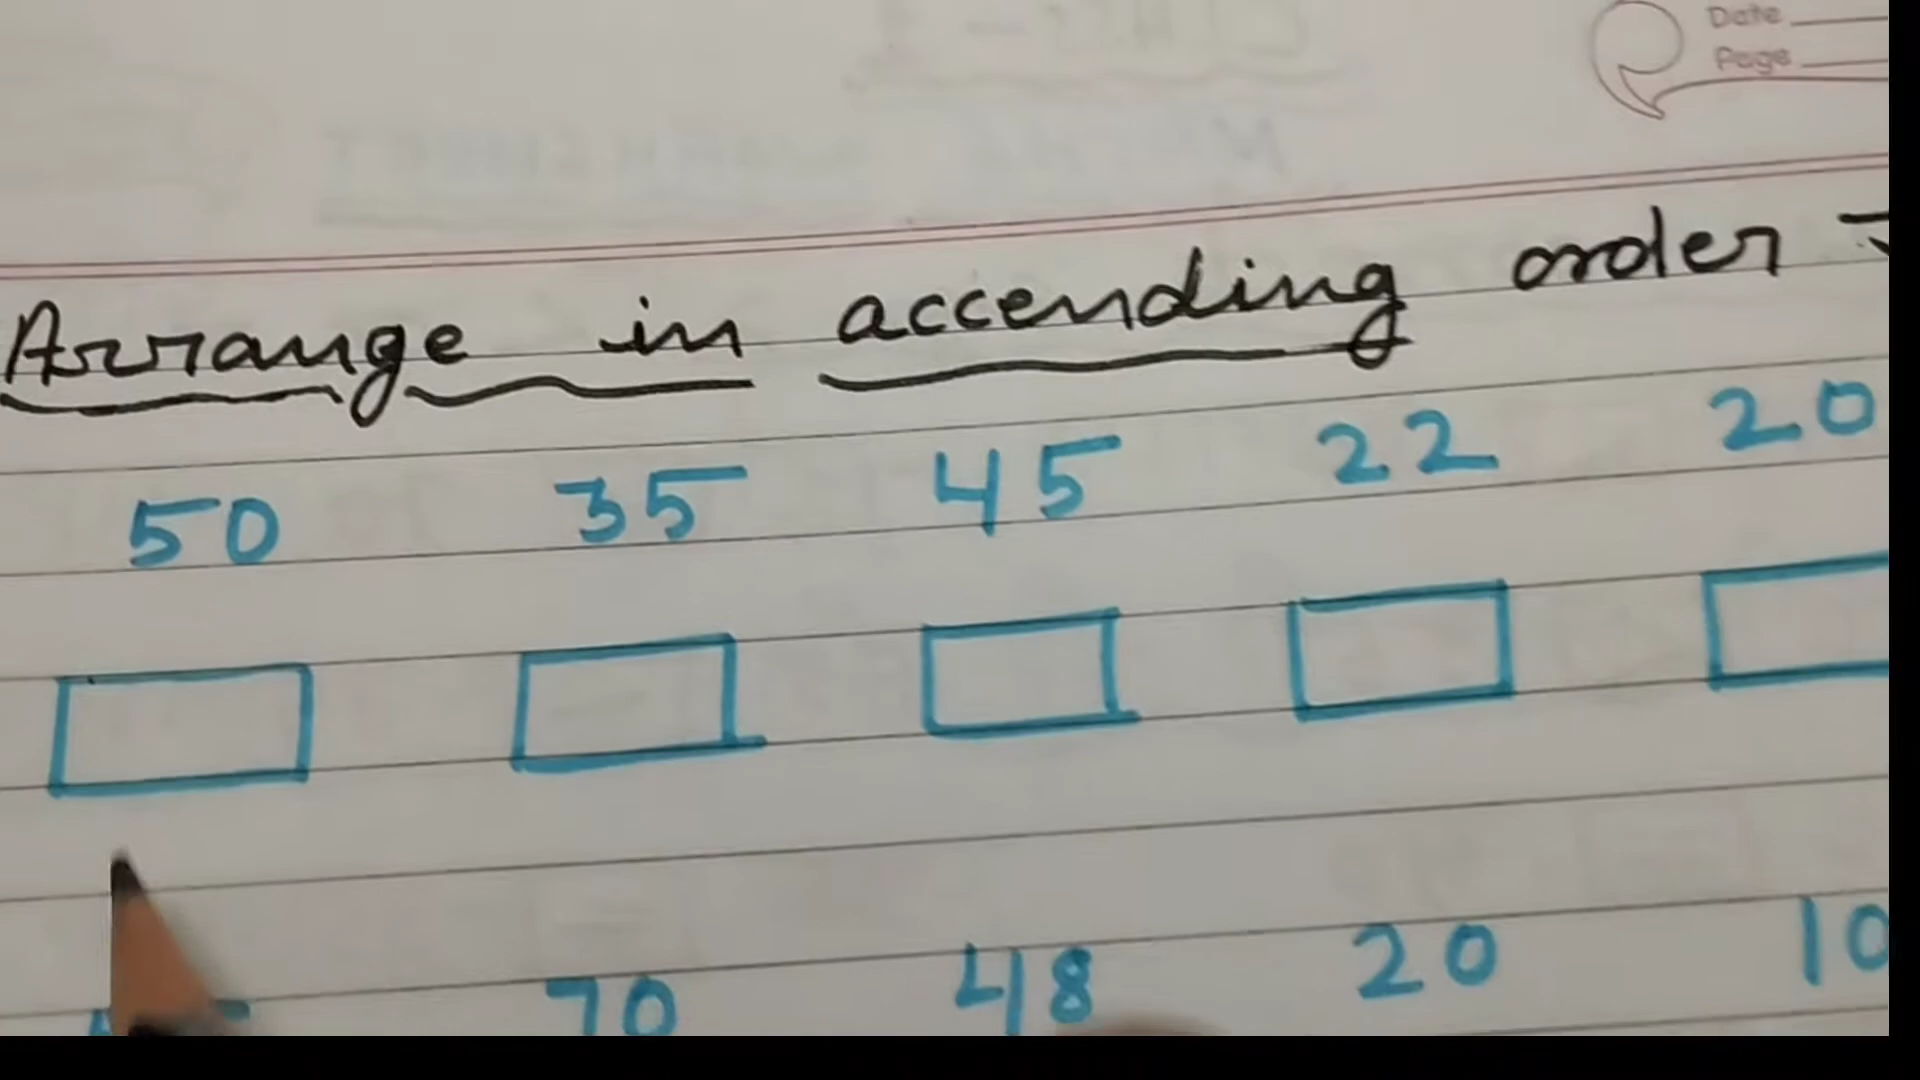 Date
Page
Arrange in accending order
50 35 45 22 20
70 48 20 10